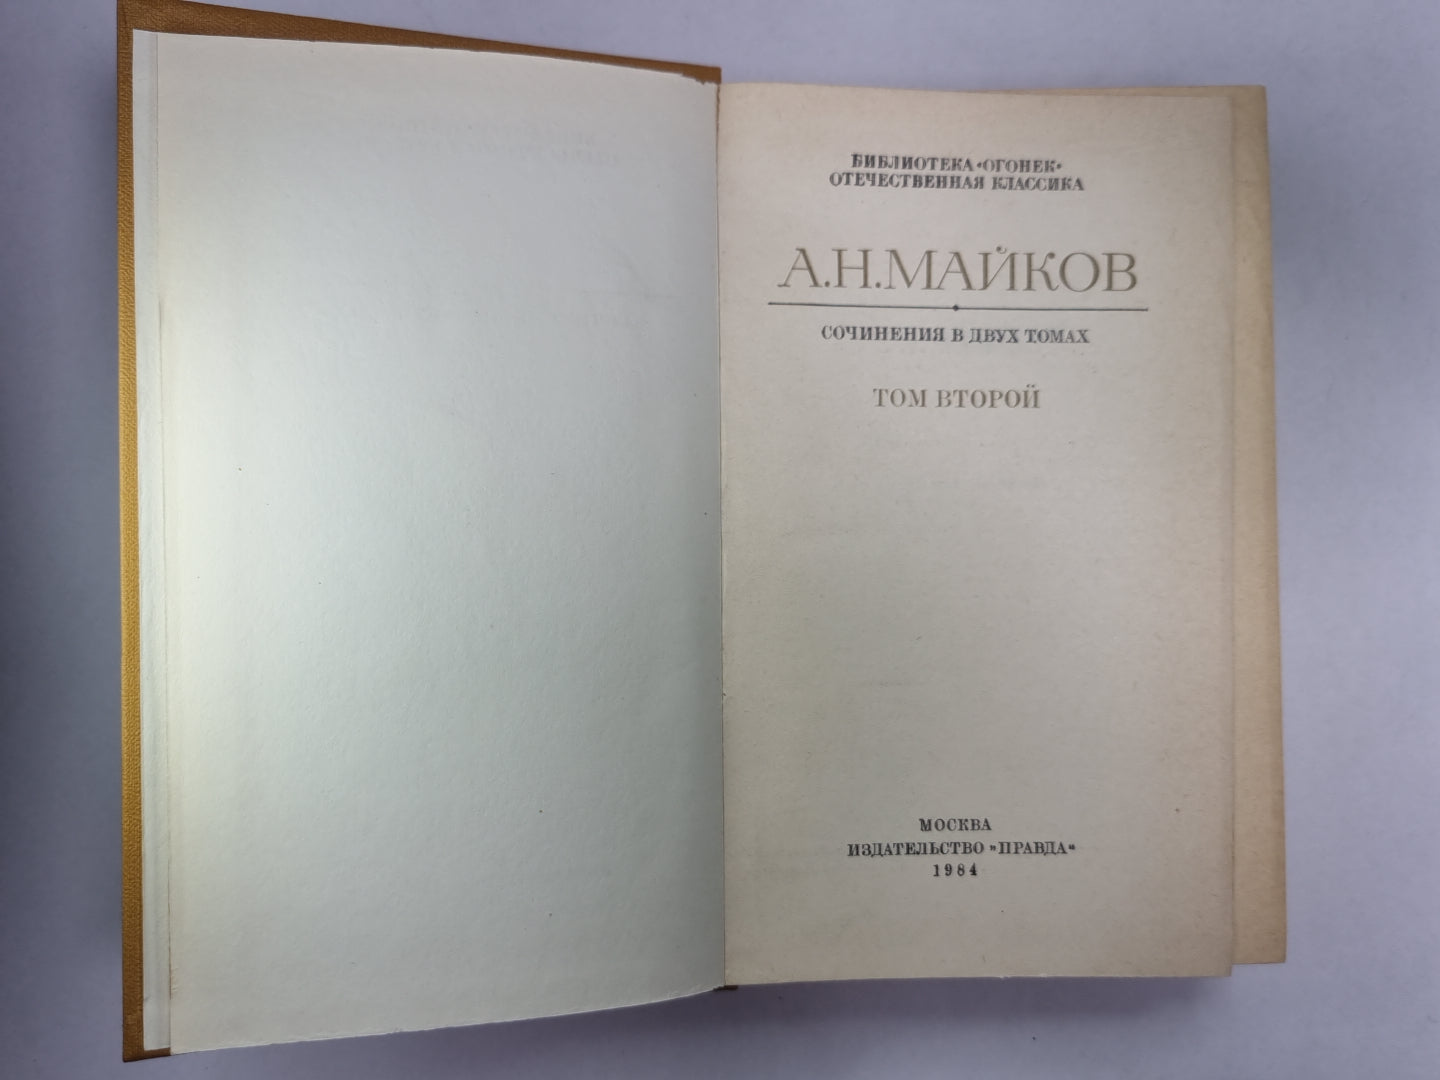 БИБЛИОТЕКА «ОГОНЕК»
ОТЕЧЕСТВЕННАЯ КЛАССИКА
А.Н.МАЙКОВ
СОЧИНЕНИЯ В ДВУХ ТОМАХ
ТОМ ВТОРОЙ
МОСКВА
ИЗДАТЕЛЬСТВО »ПРАВДА«
1984